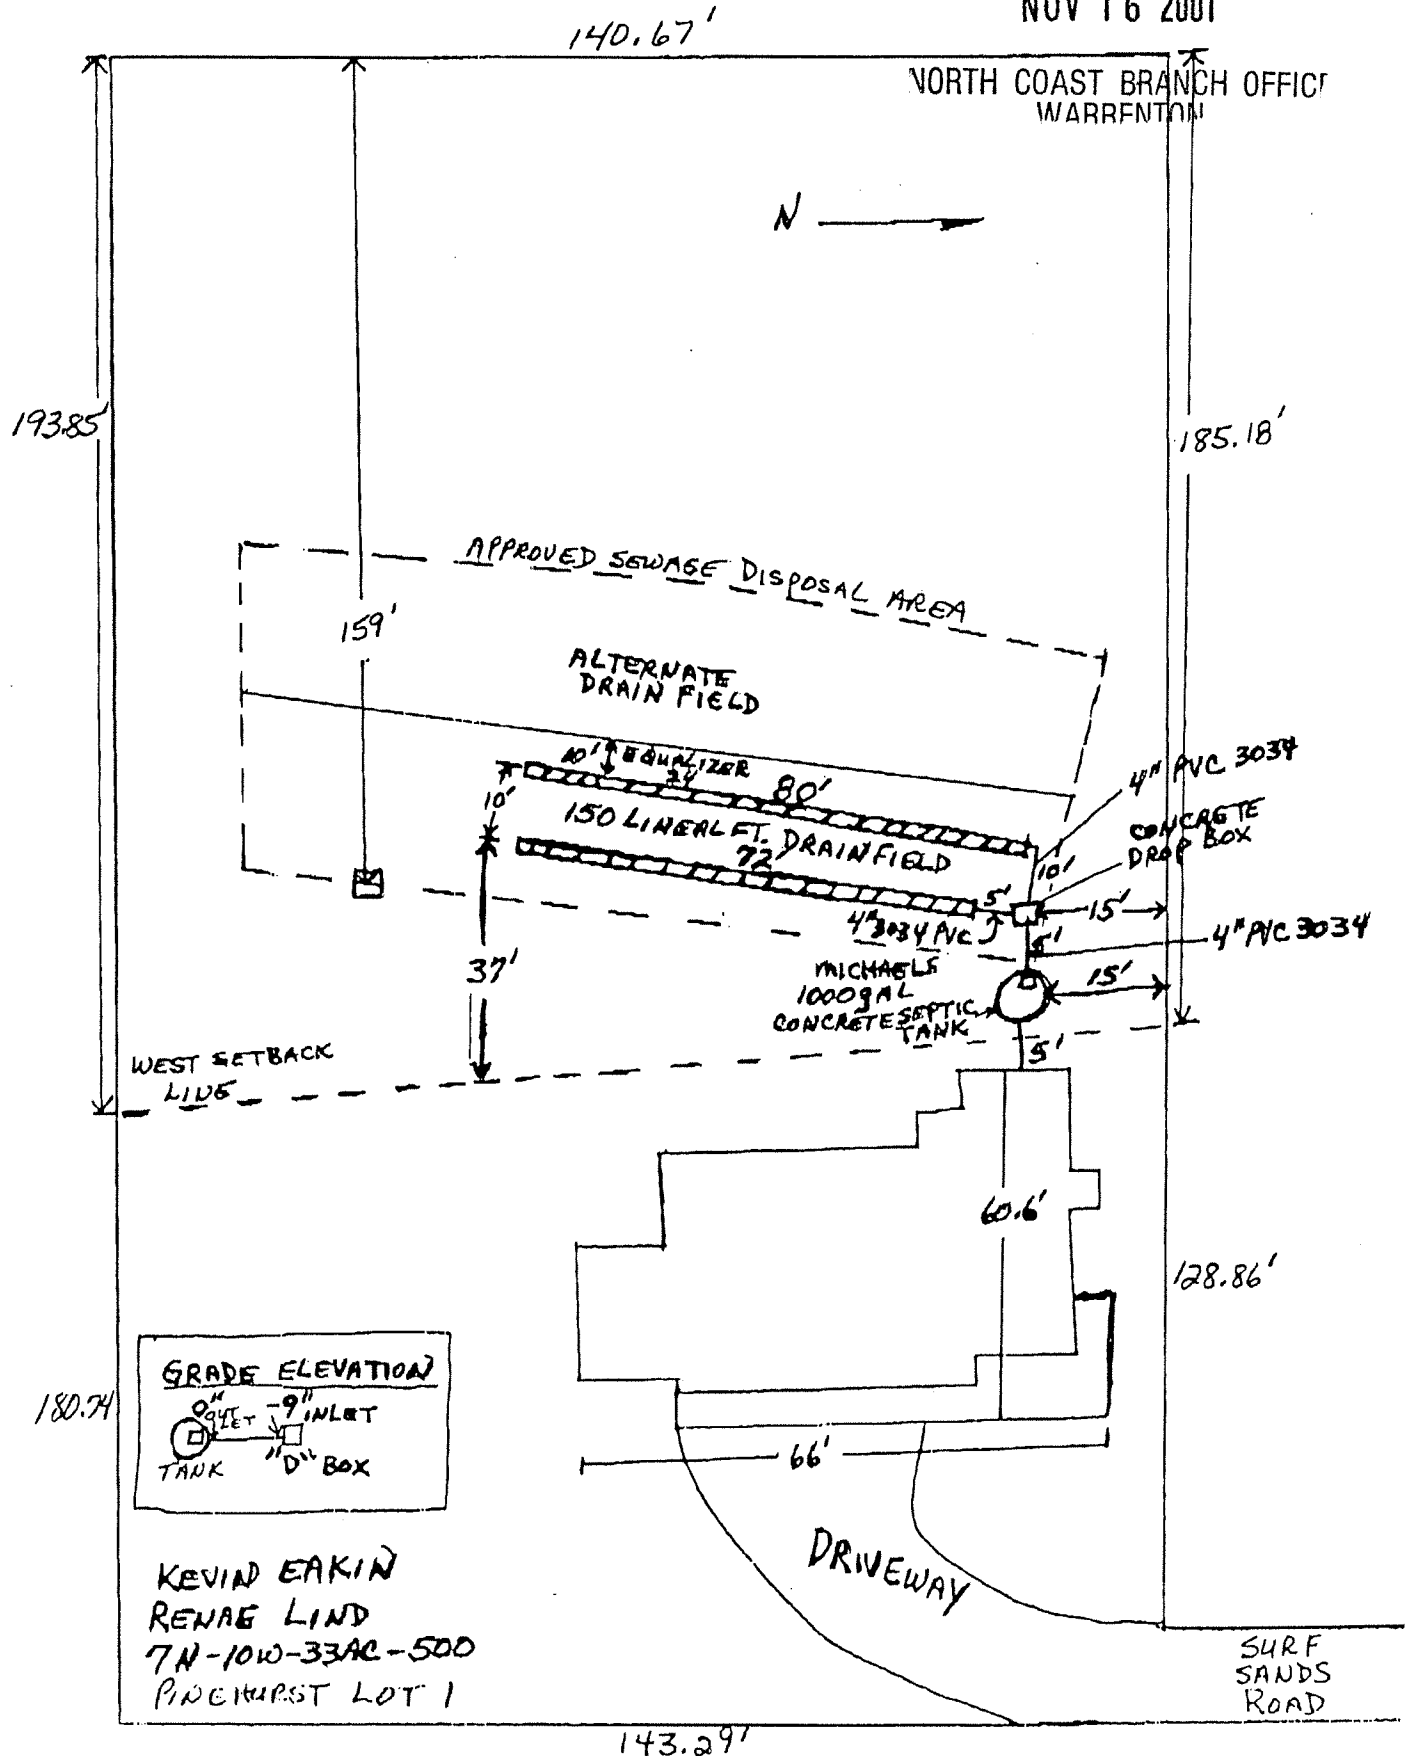 NOV 16 2001
140.67'
NORTH COAST BRANCH OFFICE
WARRENTON
N
193.85'
185.18'
APPROVED SEWAGE DISPOSAL AREA
159'
ALTERNATE
DRAIN FIELD
10' EQUALIZER
24
80'
10'
150 LINEAL FT. DRAINFIELD
72'
4" PVC 3034
CONCRETE
DROP BOX
10'
5'
15'
4" 3034 PVC
5'
4" PVC 3034
37'
MICHAELS
1000 gAL
CONCRETE SEPTIC
TANK
15'
5'
WEST SETBACK
LINE
60.6'
128.86'
GRADE ELEVATION
0"
OUTLET
-9"
INLET
TANK
"D" BOX
180.74'
66'
DRIVEWAY
KEVIN EAKIN
RENAE LIND
7N-10W-33AC-500
PINEHURST LOT 1
SURF
SANDS
ROAD
143.29'